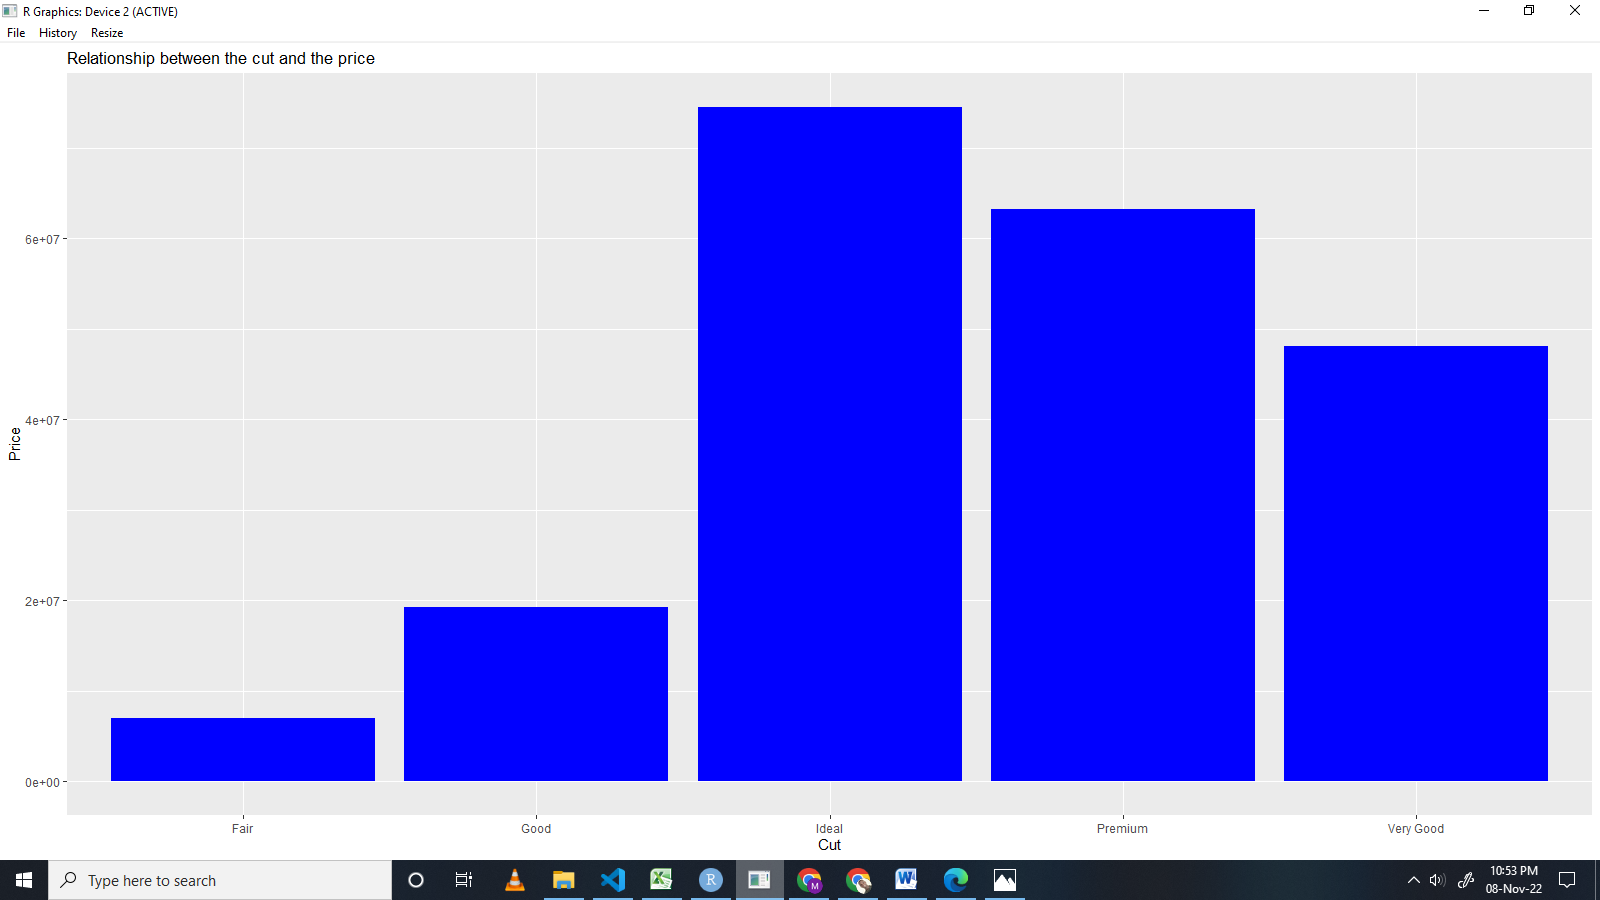 R Graphics: Device 2 (ACTIVE)
File History Resize
Relationship between the cut and the price
6e+07
4e+07
2e+07
0e+00
Price
Fair Good Ideal Premium Very Good
Cut
Type here to search
R
M
W
10:53 PM
08-Nov-22